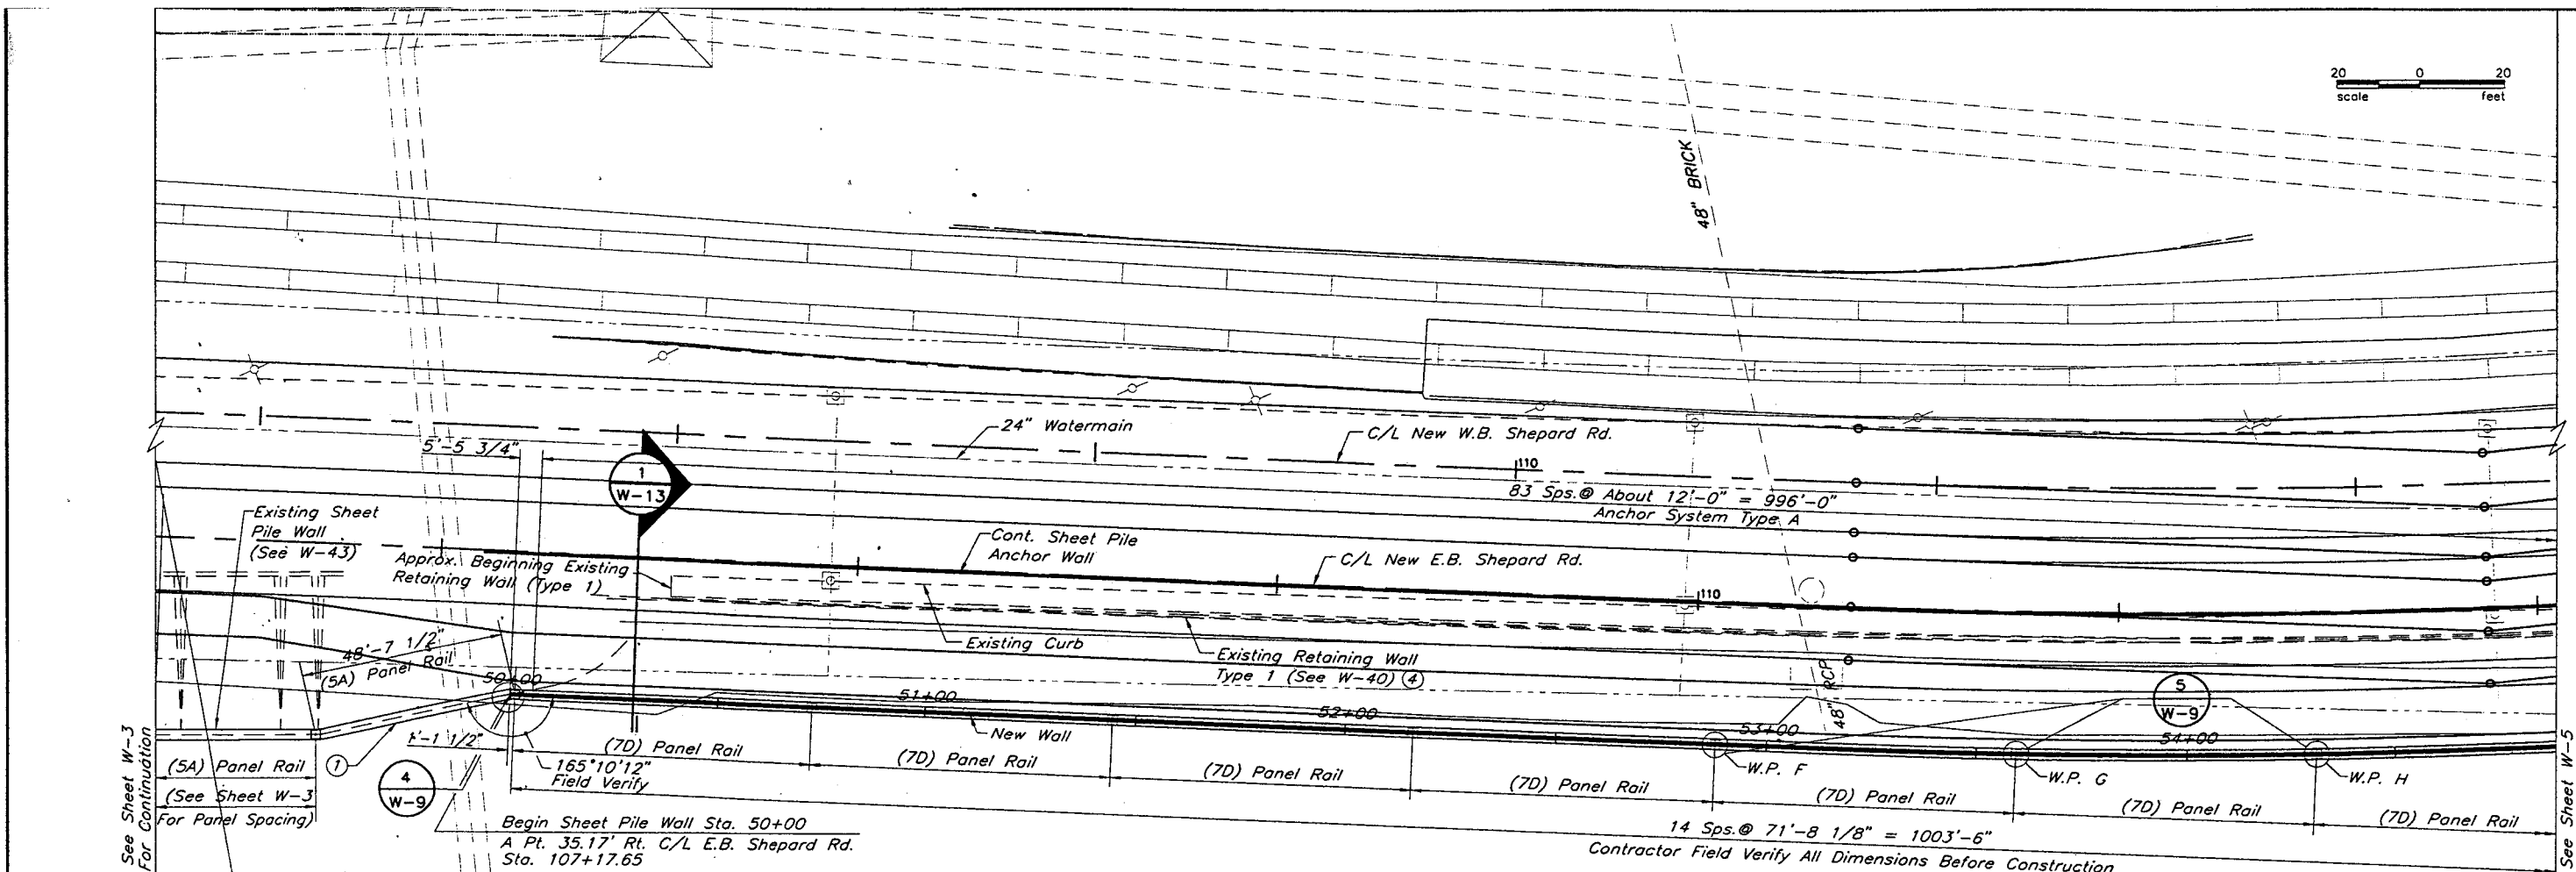 20 0 20
scale feet
48" BRICK
24" Watermain
C/L New W.B. Shepard Rd.
5'-5 3/4"
1
W-13
110
83 Sps.@ About 12'-0" = 996'-0"
Anchor System Type A
Existing Sheet
Pile Wall
(See W-43)
Approx. Beginning Existing
Retaining Wall (Type 1)
Cont. Sheet Pile
Anchor Wall
C/L New E.B. Shepard Rd.
110
48'-7 1/2"
(5A) Panel Rail
Existing Curb
Existing Retaining Wall
Type 1 (See W-40) 4
48" RCP
5
W-9
50+00
51+00
52+00
53+00
54+00
New Wall
1'-1 1/2"
1
165°10'12"
Field Verify
4
W-9
(5A) Panel Rail
(See Sheet W-3
For Panel Spacing)
(7D) Panel Rail
(7D) Panel Rail
(7D) Panel Rail
(7D) Panel Rail
(7D) Panel Rail
(7D) Panel Rail
(7D) Panel Rail
W.P. F
W.P. G
W.P. H
Begin Sheet Pile Wall Sta. 50+00
A Pt. 35.17' Rt. C/L E.B. Shepard Rd.
Sta. 107+17.65
14 Sps.@ 71'-8 1/8" = 1003'-6"
Contractor Field Verify All Dimensions Before Construction
See Sheet W-3
For Continuation
See Sheet W-5